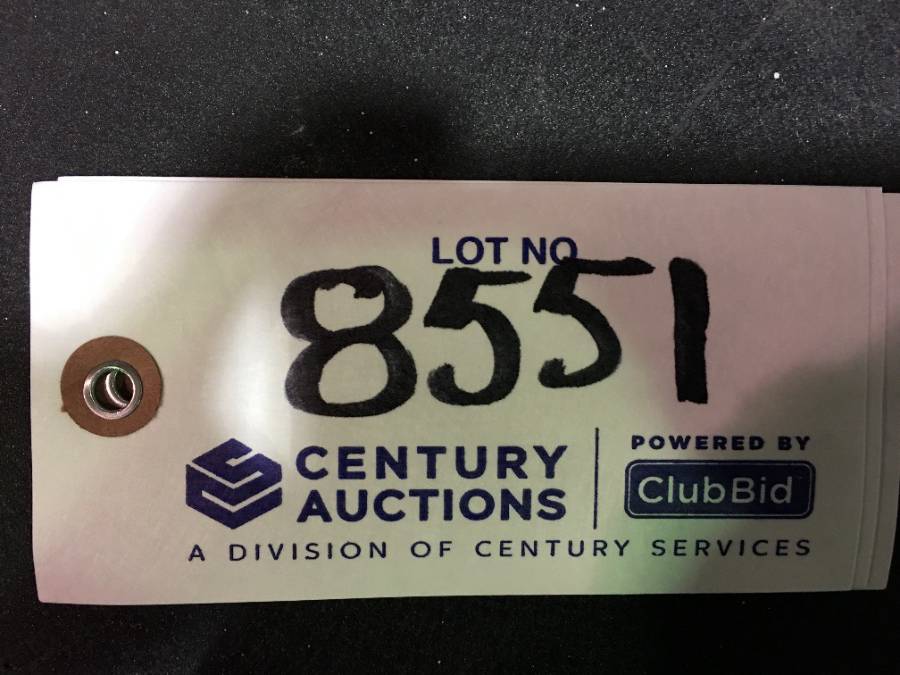 LOT NO
8551
CENTURY
AUCTIONS
POWERED BY
ClubBid
A DIVISION OF CENTURY SERVICES